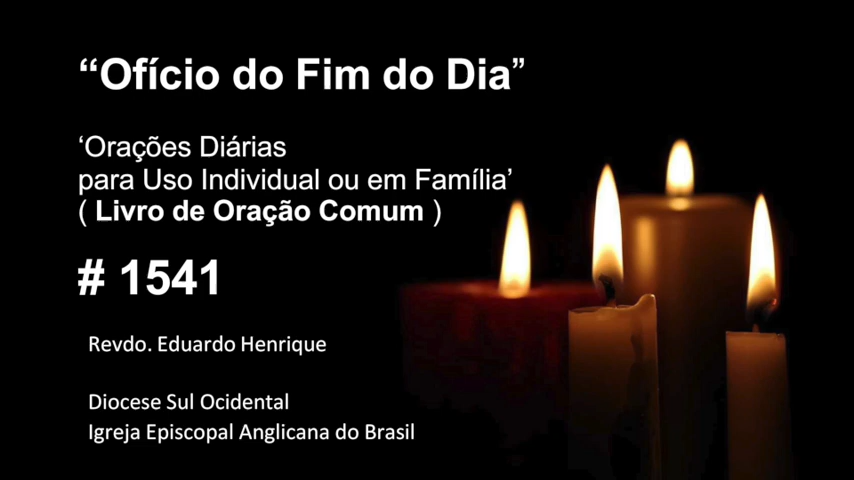 “Ofício do Fim do Dia”
‘Orações Diárias
para Uso Individual ou em Família’
( Livro de Oração Comum )
# 1541
Revdo. Eduardo Henrique
Diocese Sul Ocidental
Igreja Episcopal Anglicana do Brasil